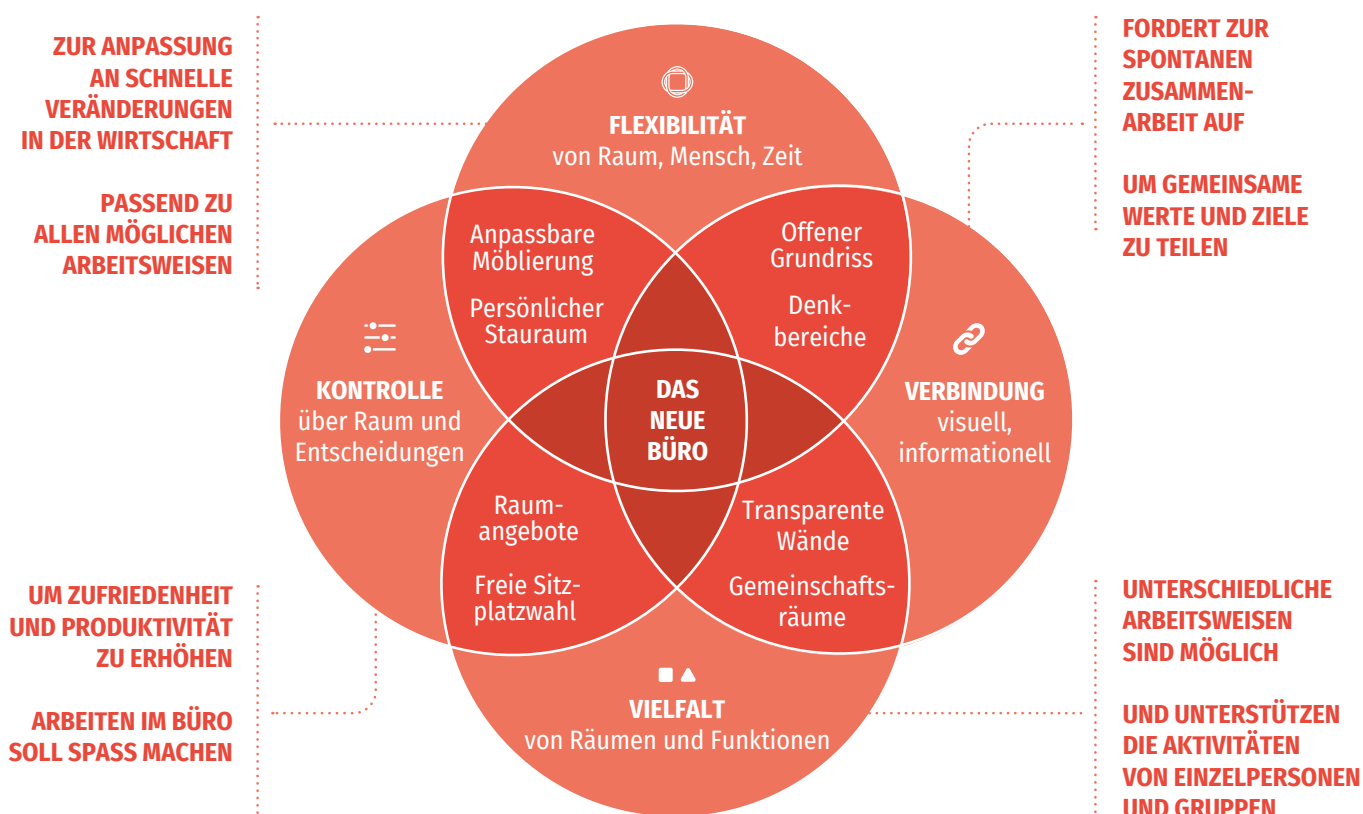 ZUR ANPASSUNG
AN SCHNELLE
VERÄNDERUNGEN
IN DER WIRTSCHAFT
PASSEND ZU
ALLEN MÖGLICHEN
ARBEITSWEISEN
FORDERT ZUR
SPONTANEN
ZUSAMMEN-
ARBEIT AUF
UM GEMEINSAME
WERTE UND ZIELE
ZU TEILEN
FLEXIBILITÄT
von Raum, Mensch, Zeit
Anpassbare
Möblierung
Persönlicher
Stauraum
Offener
Grundriss
Denk-
bereiche
KONTROLLE
über Raum und
Entscheidungen
DAS
NEUE
BÜRO
VERBINDUNG
visuell,
informationell
Raum-
angebote
Freie Sitz-
platzwahl
Transparente
Wände
Gemeinschafts-
räume
VIELFALT
von Räumen und Funktionen
UM ZUFRIEDENHEIT
UND PRODUKTIVITÄT
ZU ERHÖHEN
ARBEITEN IM BÜRO
SOLL SPASS MACHEN
UNTERSCHIEDLICHE
ARBEITSWEISEN
SIND MÖGLICH
UND UNTERSTÜTZEN
DIE AKTIVITÄTEN
VON EINZELPERSONEN
UND GRUPPEN